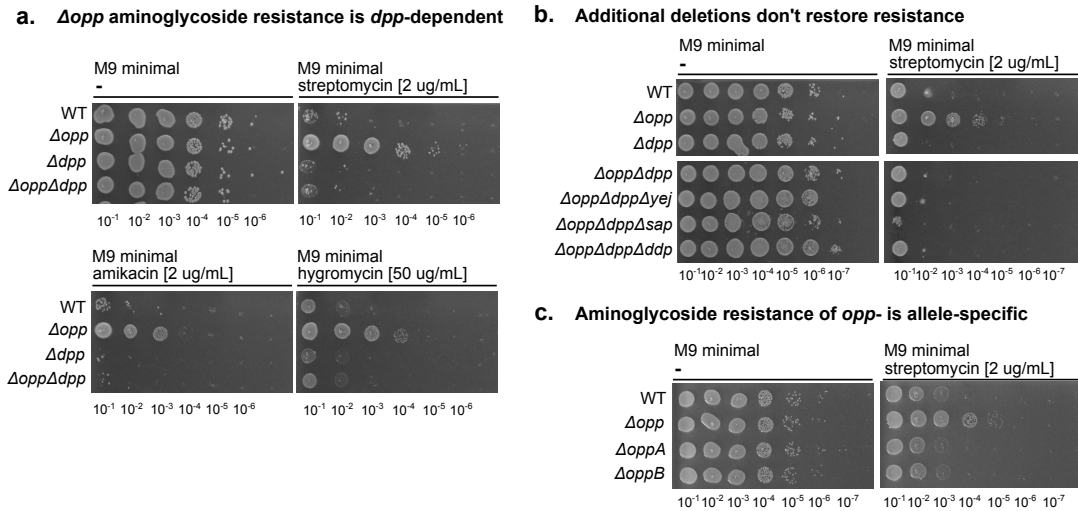 a. Δopp aminoglycoside resistance is dpp-dependent
M9 minimal
-
M9 minimal
streptomycin [2 ug/mL]
WT
Δopp
Δdpp
ΔoppΔdpp
10-1 10-2 10-3 10-4 10-5 10-6
10-1 10-2 10-3 10-4 10-5 10-6
M9 minimal
amikacin [2 ug/mL]
M9 minimal
hygromycin [50 ug/mL]
WT
Δopp
Δdpp
ΔoppΔdpp
10-1 10-2 10-3 10-4 10-5 10-6
10-1 10-2 10-3 10-4 10-5 10-6
b. Additional deletions don't restore resistance
M9 minimal
-
M9 minimal
streptomycin [2 ug/mL]
WT
Δopp
Δdpp
ΔoppΔdpp
ΔoppΔdppΔyej
ΔoppΔdppΔsap
ΔoppΔdppΔddp
10-1 10-2 10-3 10-4 10-5 10-6 10-7
10-1 10-2 10-3 10-4 10-5 10-6 10-7
c. Aminoglycoside resistance of opp- is allele-specific
M9 minimal
-
M9 minimal
streptomycin [2 ug/mL]
WT
Δopp
ΔoppA
ΔoppB
10-1 10-2 10-3 10-4 10-5 10-6 10-7
10-1 10-2 10-3 10-4 10-5 10-6 10-7